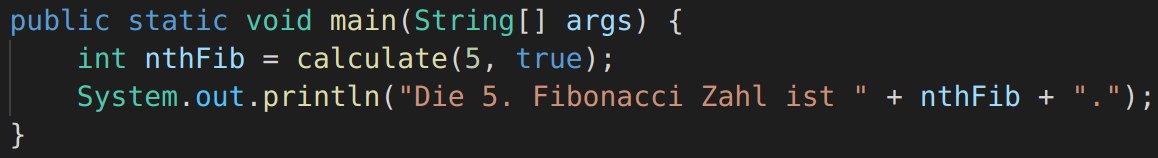 public static void main(String[] args) {
    int nthFib = calculate(5, true);
    System.out.println("Die 5. Fibonacci Zahl ist " + nthFib + ".");
}